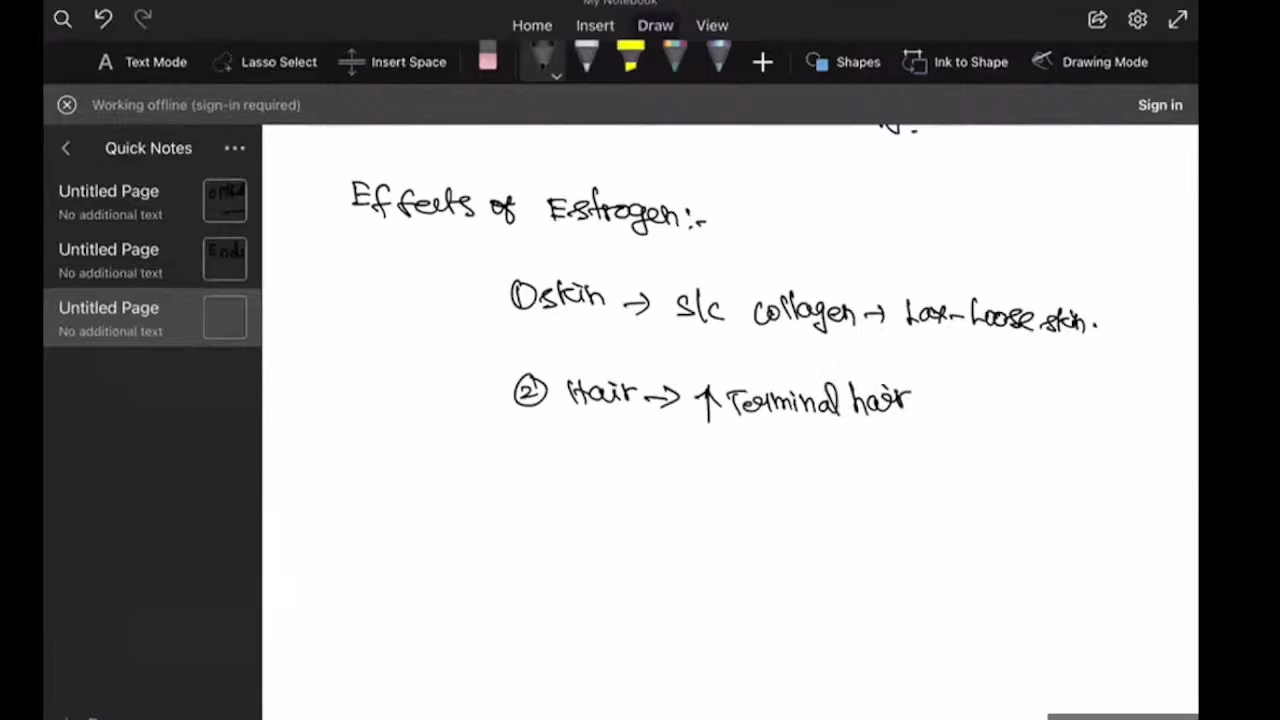 My Notebook
Home Insert Draw View
Text Mode Lasso Select Insert Space Shapes Ink to Shape Drawing Mode
Working offline (sign-in required) Sign in
Quick Notes
Untitled Page
No additional text
Untitled Page
No additional text
Untitled Page
No additional text
Effects of Estrogen:-
① skin → s/c collagen → Lax-Loose skin.
② Hair → ↑ Terminal hair